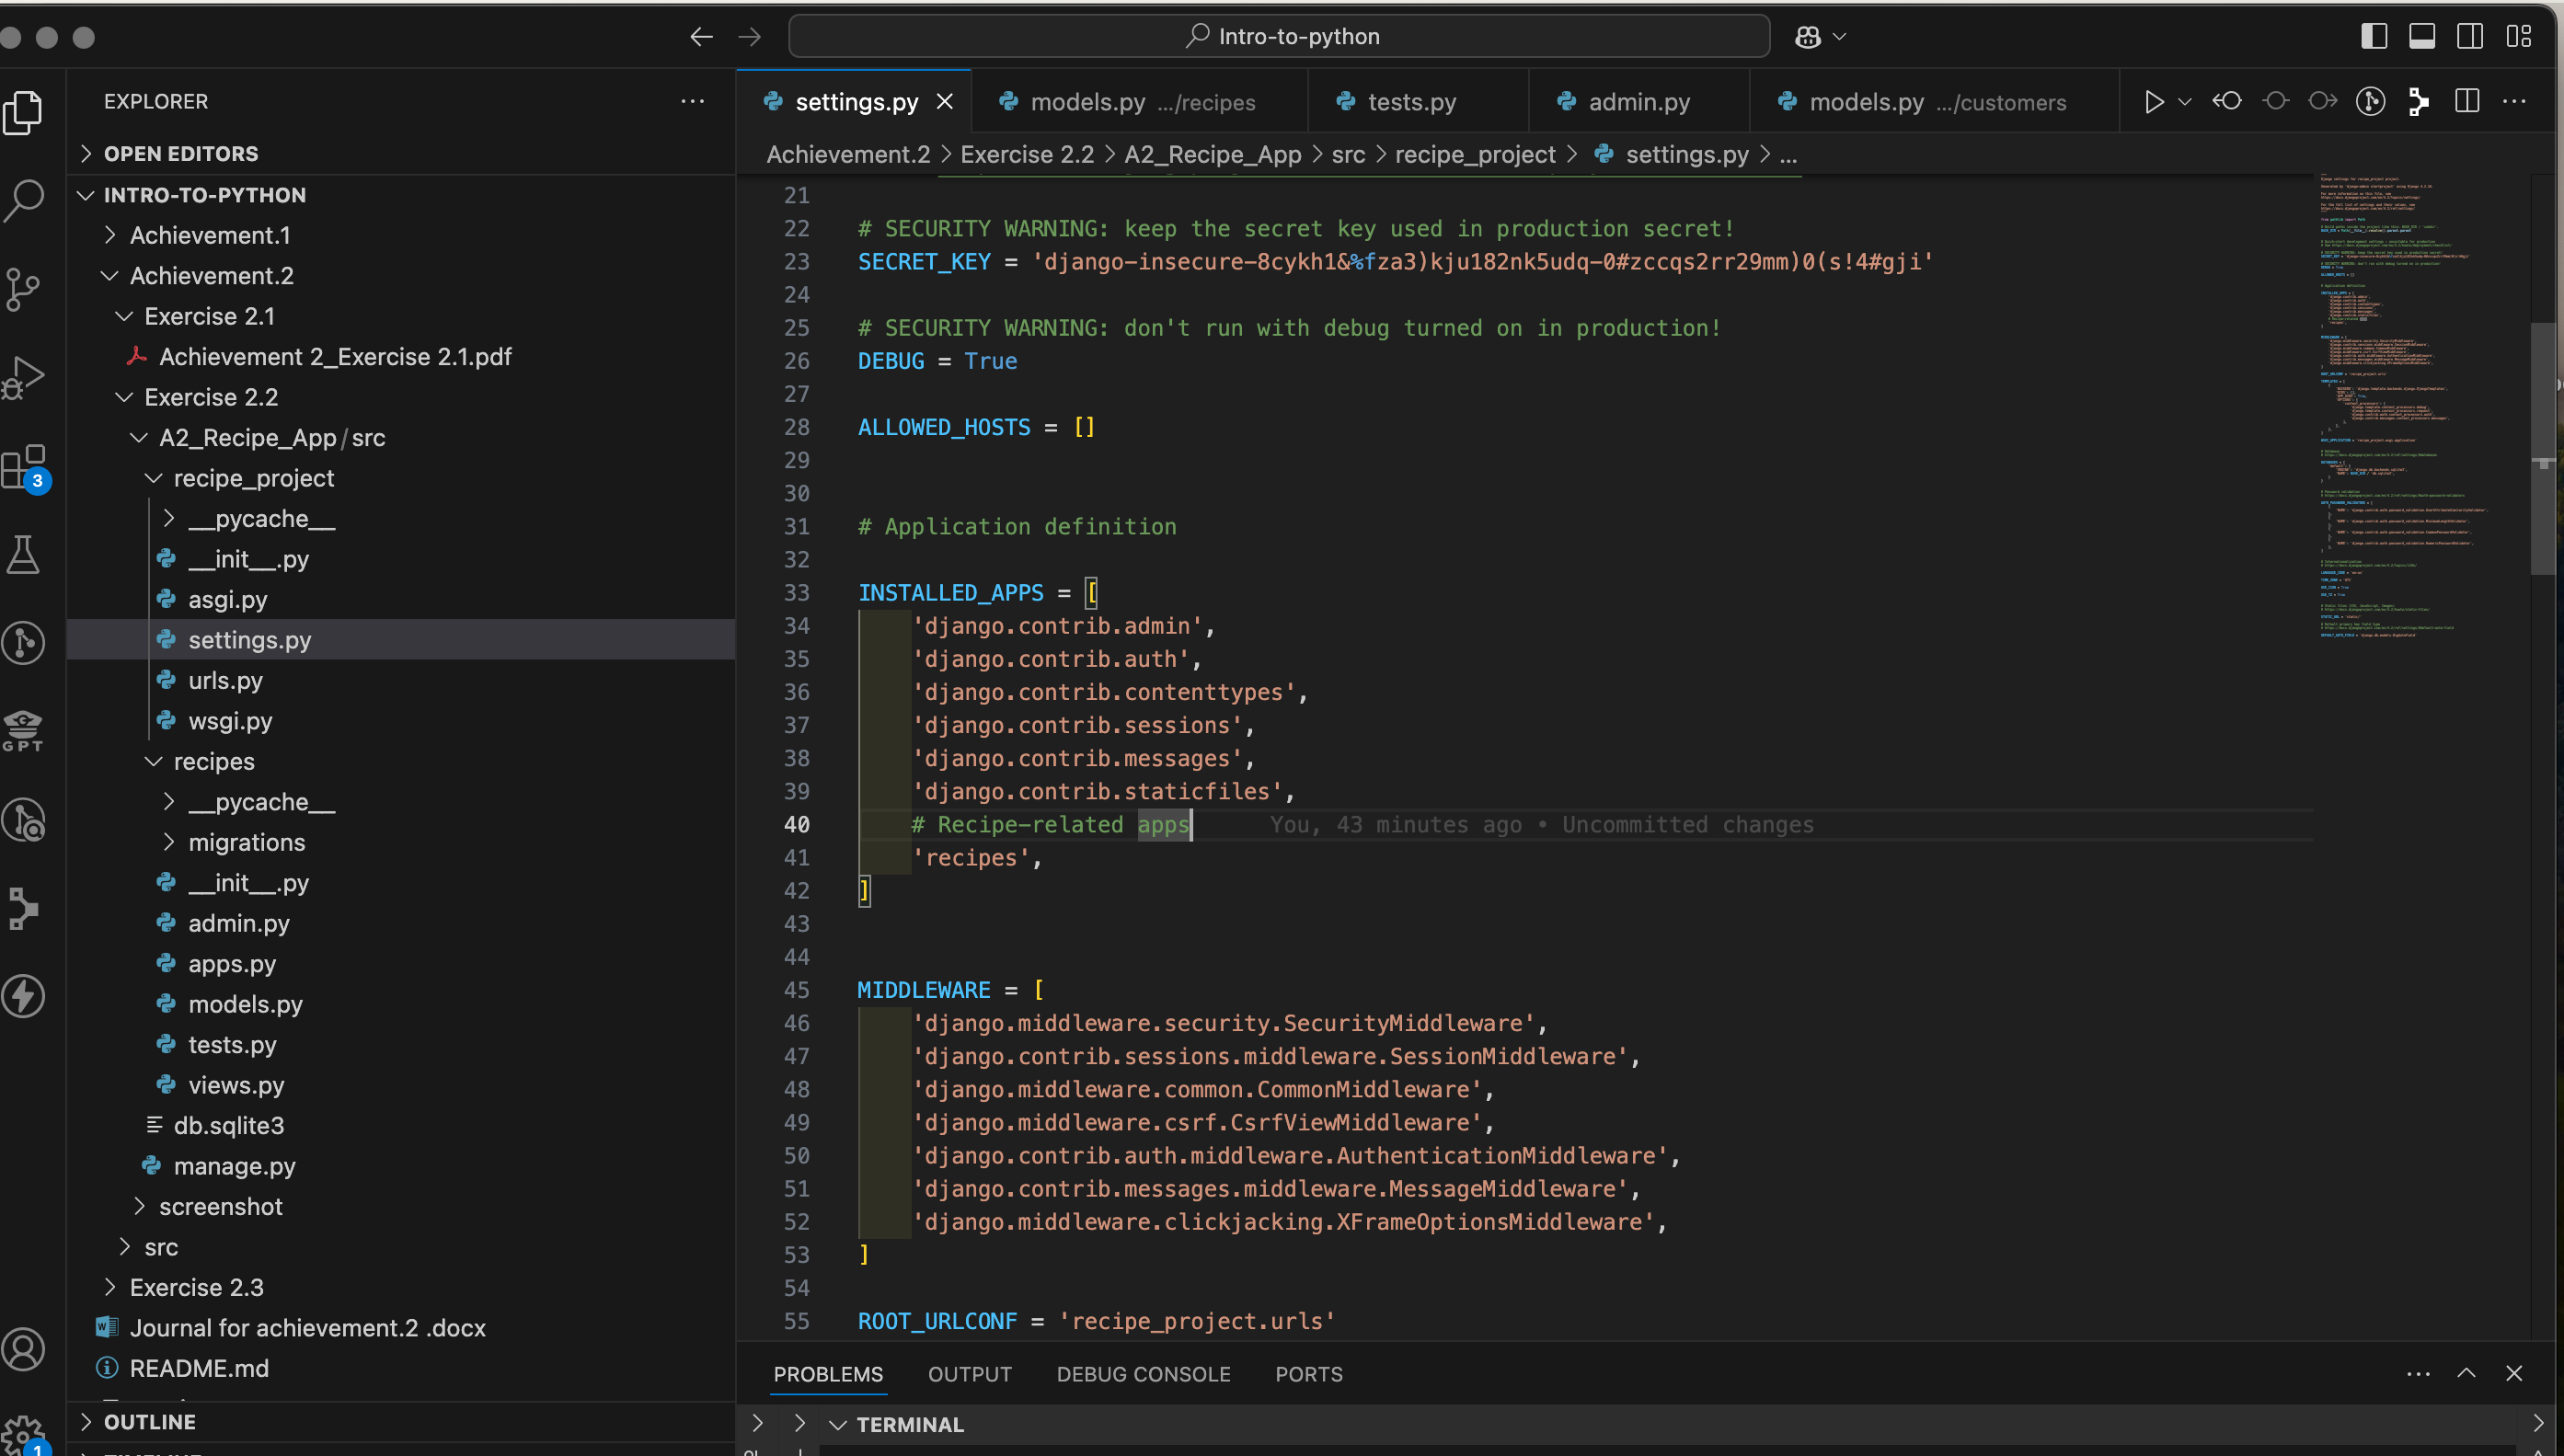 Intro-to-python
EXPLORER
OPEN EDITORS
INTRO-TO-PYTHON
Achievement.1
Achievement.2
Exercise 2.1
Achievement 2_Exercise 2.1.pdf
Exercise 2.2
A2_Recipe_App/src
recipe_project
__pycache__
__init__.py
asgi.py
settings.py
urls.py
wsgi.py
recipes
__pycache__
migrations
__init__.py
admin.py
apps.py
models.py
tests.py
views.py
db.sqlite3
manage.py
screenshot
src
Exercise 2.3
Journal for achievement.2 .docx
README.md
OUTLINE
3
GPT
1
settings.py models.py .../recipes tests.py admin.py models.py .../customers
Achievement.2 > Exercise 2.2 > A2_Recipe_App > src > recipe_project > settings.py > ...
21
22 # SECURITY WARNING: keep the secret key used in production secret!
23 SECRET_KEY = 'django-insecure-8cykh1&%fza3)kju182nk5udq-0#zccqs2rr29mm)0(s!4#gji'
24
25 # SECURITY WARNING: don't run with debug turned on in production!
26 DEBUG = True
27
28 ALLOWED_HOSTS = []
29
30
31 # Application definition
32
33 INSTALLED_APPS = [
34 'django.contrib.admin',
35 'django.contrib.auth',
36 'django.contrib.contenttypes',
37 'django.contrib.sessions',
38 'django.contrib.messages',
39 'django.contrib.staticfiles',
40 # Recipe-related apps You, 43 minutes ago • Uncommitted changes
41 'recipes',
42 ]
43
44
45 MIDDLEWARE = [
46 'django.middleware.security.SecurityMiddleware',
47 'django.contrib.sessions.middleware.SessionMiddleware',
48 'django.middleware.common.CommonMiddleware',
49 'django.middleware.csrf.CsrfViewMiddleware',
50 'django.contrib.auth.middleware.AuthenticationMiddleware',
51 'django.contrib.messages.middleware.MessageMiddleware',
52 'django.middleware.clickjacking.XFrameOptionsMiddleware',
53 ]
54
55 ROOT_URLCONF = 'recipe_project.urls'
PROBLEMS OUTPUT DEBUG CONSOLE PORTS
TERMINAL